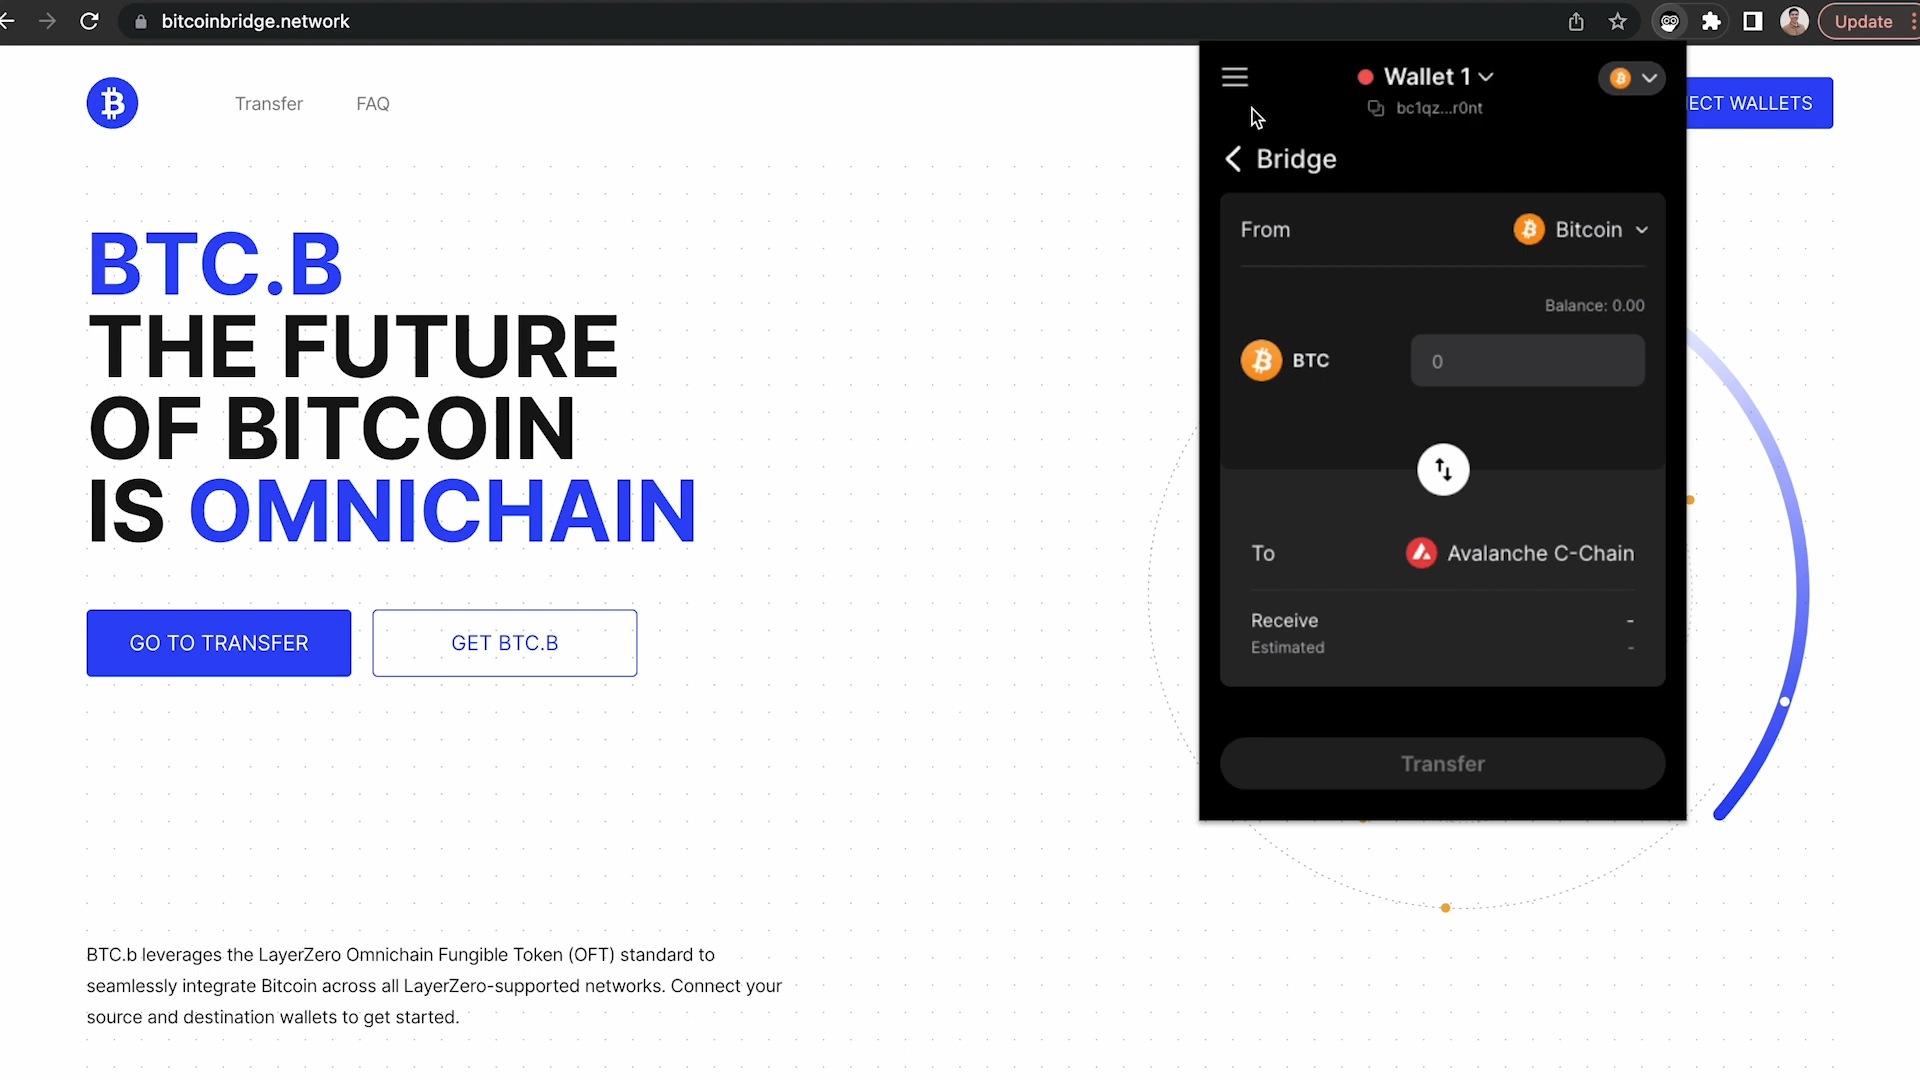 bitcoinbridge.network
Update
Transfer
FAQ
ECT WALLETS
BTC.B
THE FUTURE
OF BITCOIN
IS OMNICHAIN
GO TO TRANSFER
GET BTC.B
BTC.b leverages the LayerZero Omnichain Fungible Token (OFT) standard to
seamlessly integrate Bitcoin across all LayerZero-supported networks. Connect your
source and destination wallets to get started.
Wallet 1
bc1qz...r0nt
Bridge
From
Bitcoin
Balance: 0.00
BTC
0
To
Avalanche C-Chain
Receive -
Estimated -
Transfer